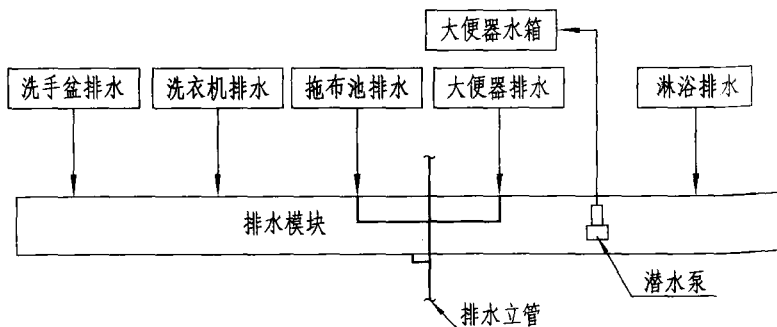 大便器水箱
洗手盆排水
洗衣机排水
拖布池排水
大便器排水
淋浴排水
排水模块
潜水泵
排水立管